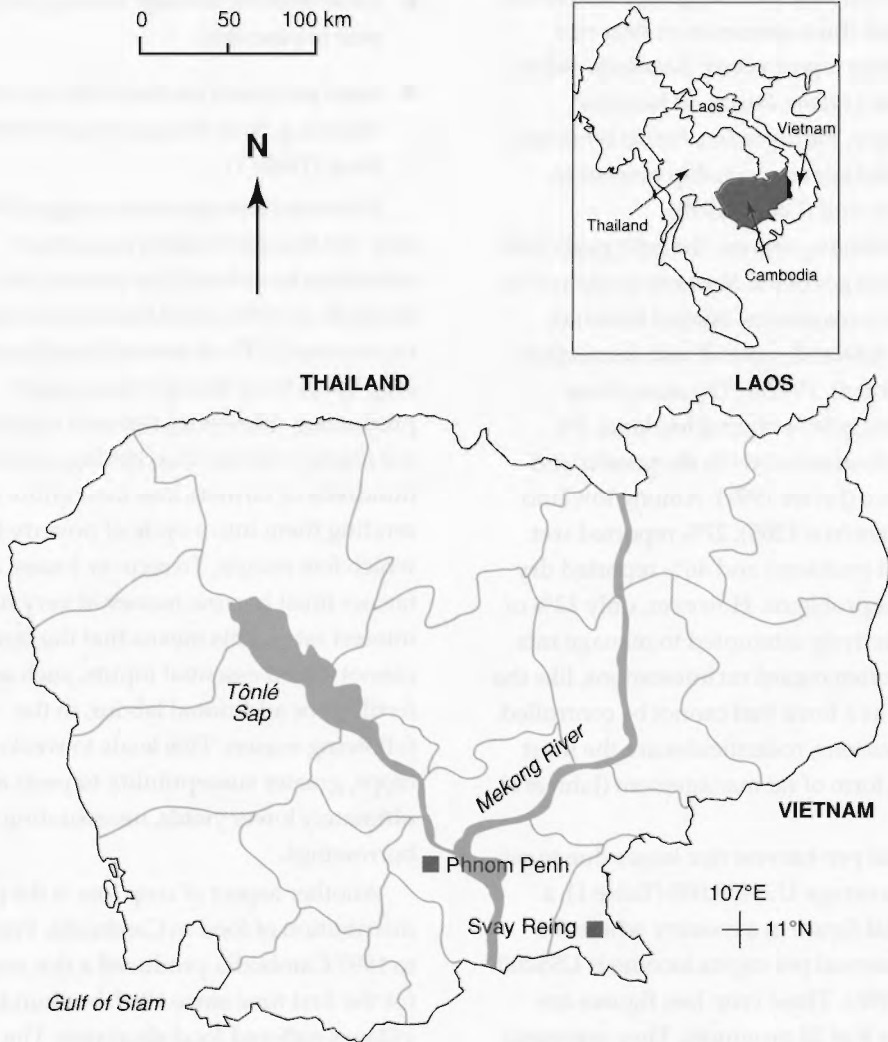 0 50 100 km
N
Laos
Vietnam
Thailand
Cambodia
THAILAND
LAOS
Tônlé
Sap
Mekong River
VIETNAM
Phnom Penh
107°E
Svay Reing
11°N
Gulf of Siam